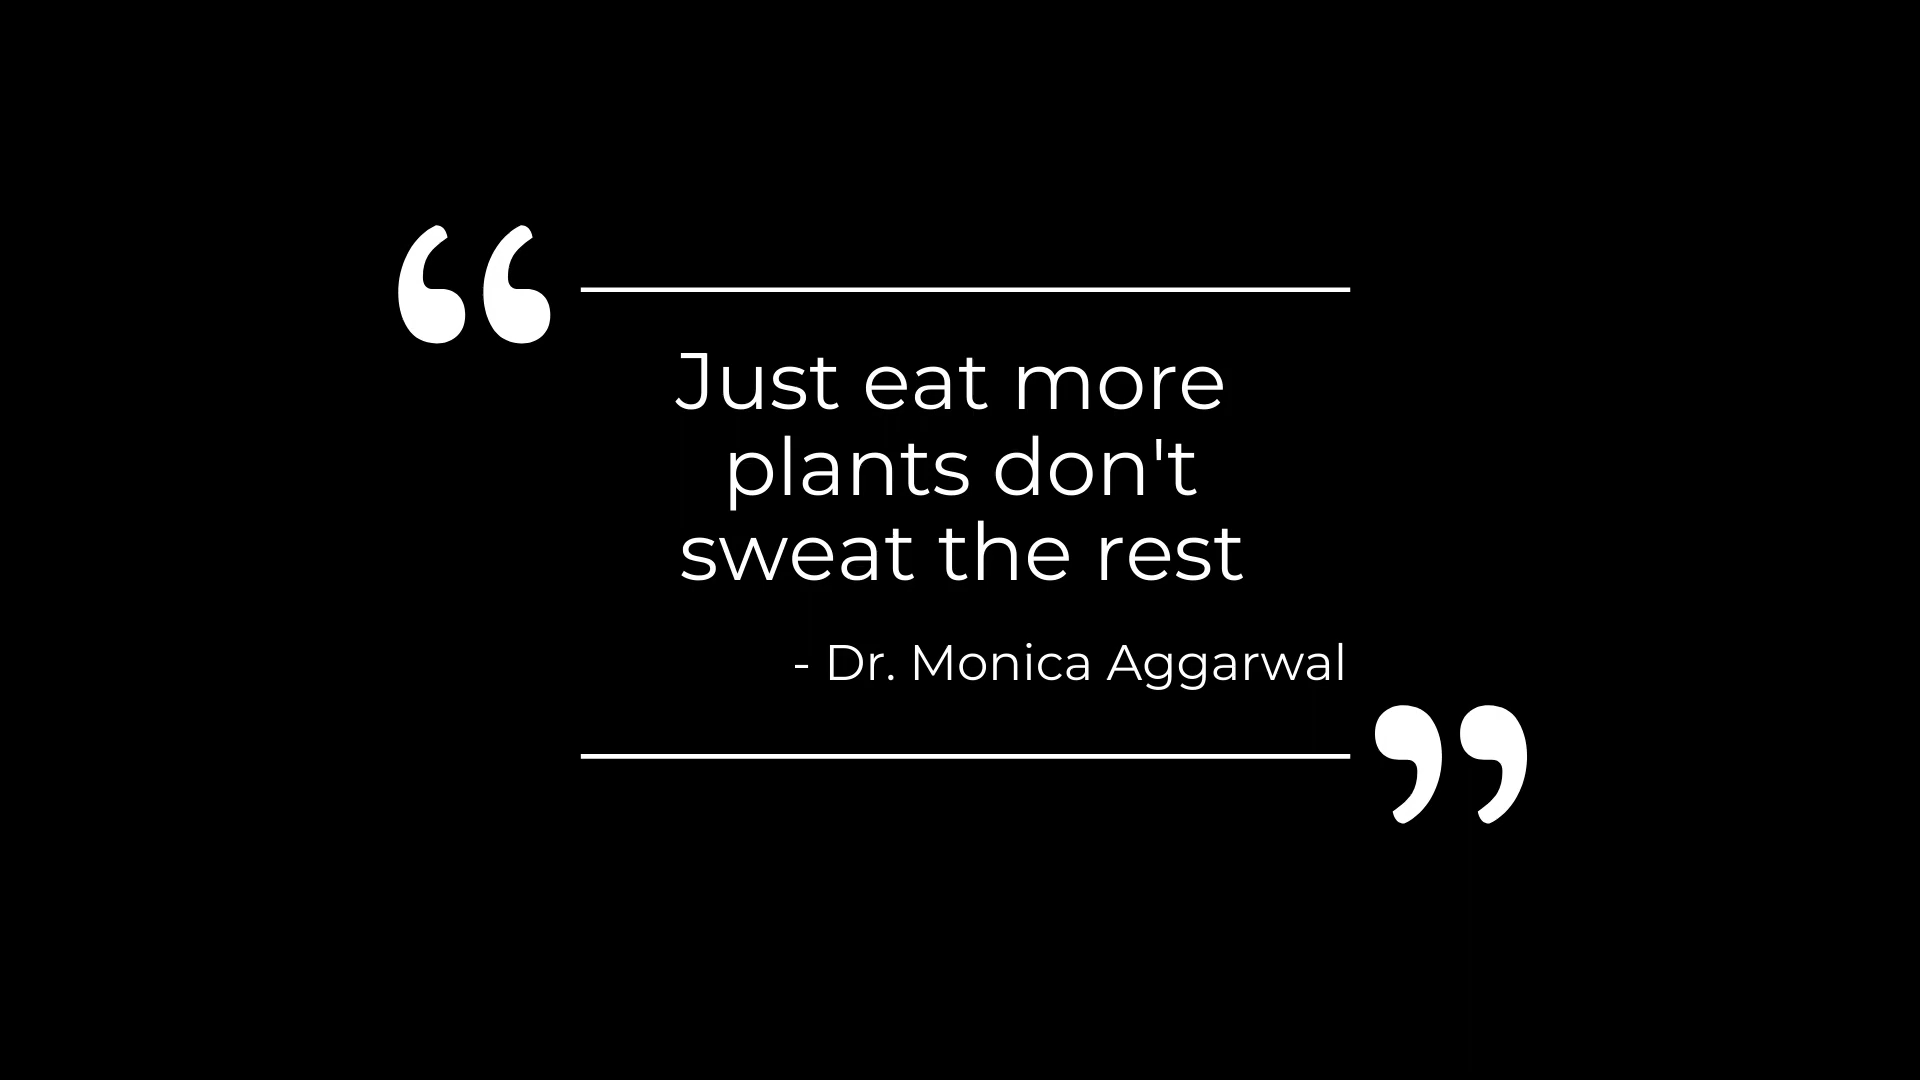 “
Just eat more
plants don't
sweat the rest
- Dr. Monica Aggarwal
”